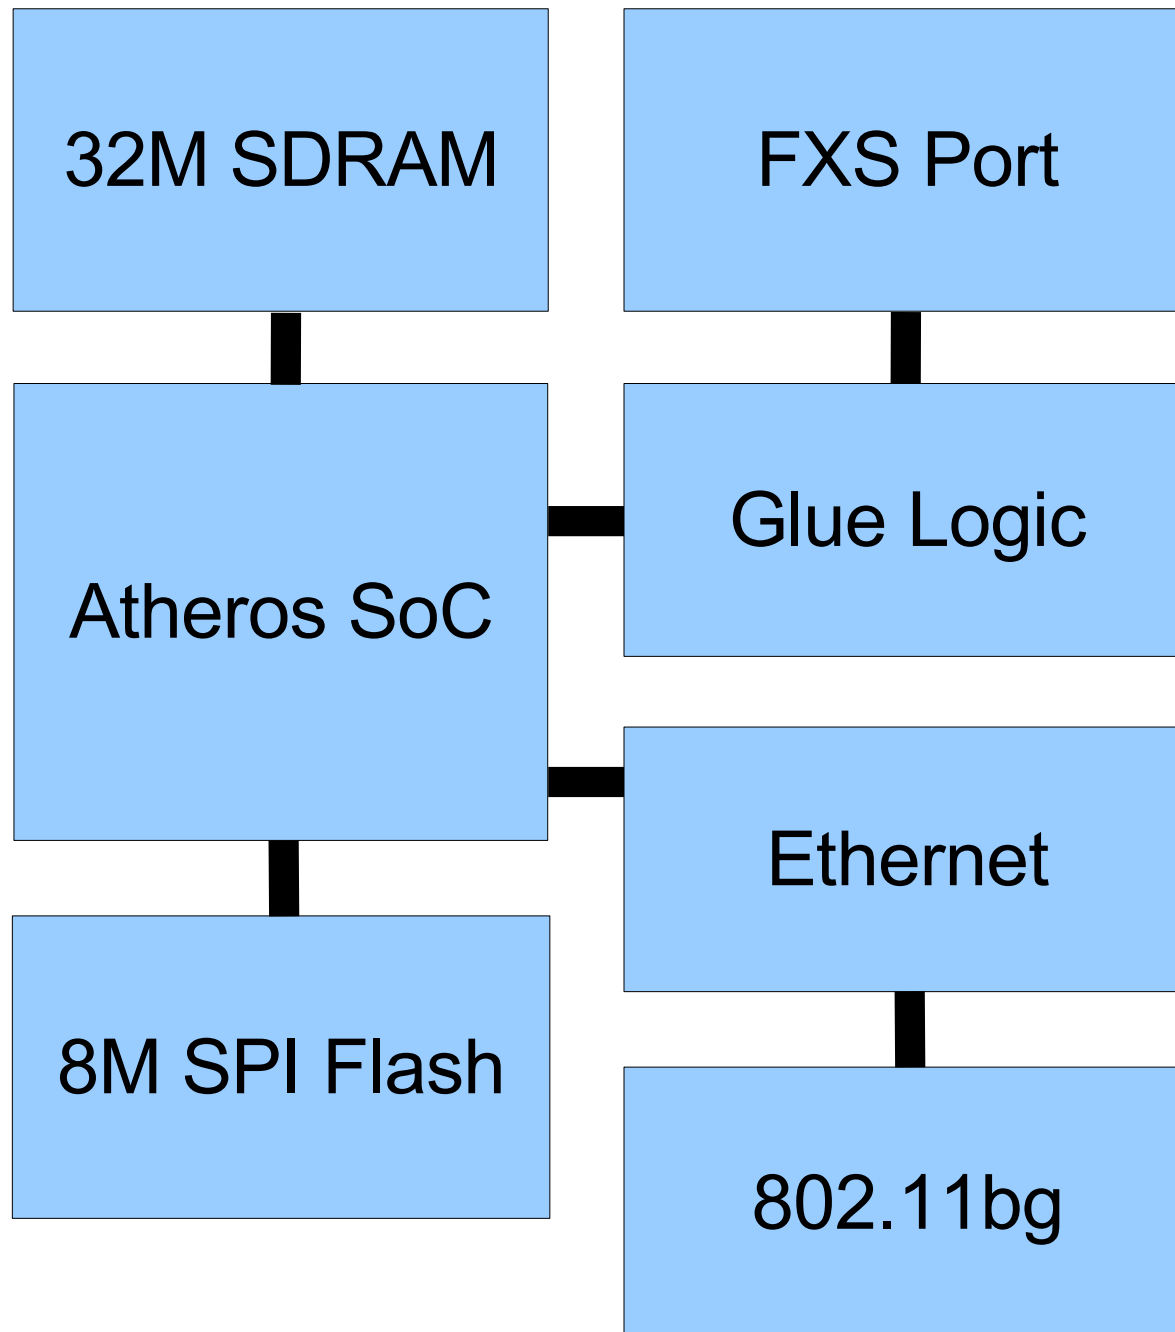 32M SDRAM
FXS Port
Glue Logic
Atheros SoC
Ethernet
8M SPI Flash
802.11bg